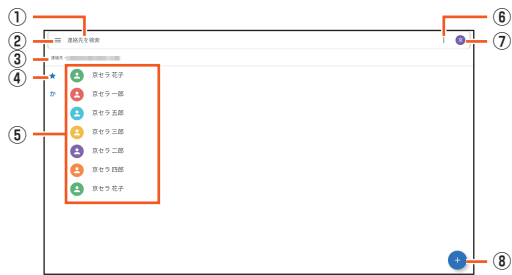 ①
②
③
④
⑤
⑥
⑦
⑧
連絡先を検索
連絡先・
か
京セラ 花子
京セラ 一郎
京セラ 五郎
京セラ 三郎
京セラ 二郎
京セラ 四郎
京セラ 花子